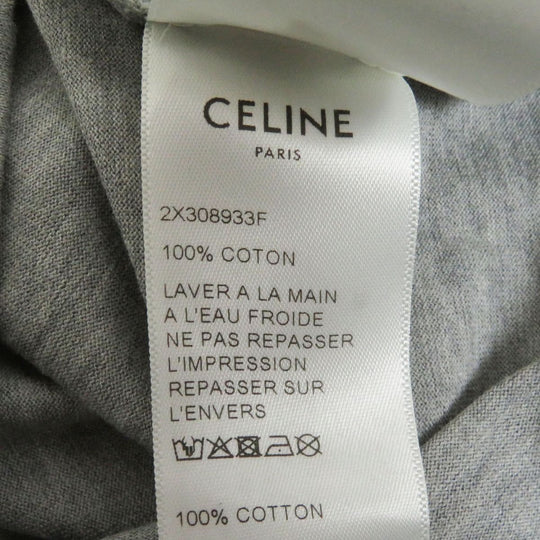 CELINE
PARIS
2X308933F
100% COTON
LAVER A LA MAIN
A L'EAU FROIDE
NE PAS REPASSER
L'IMPRESSION
REPASSER SUR
L'ENVERS
100% COTTON